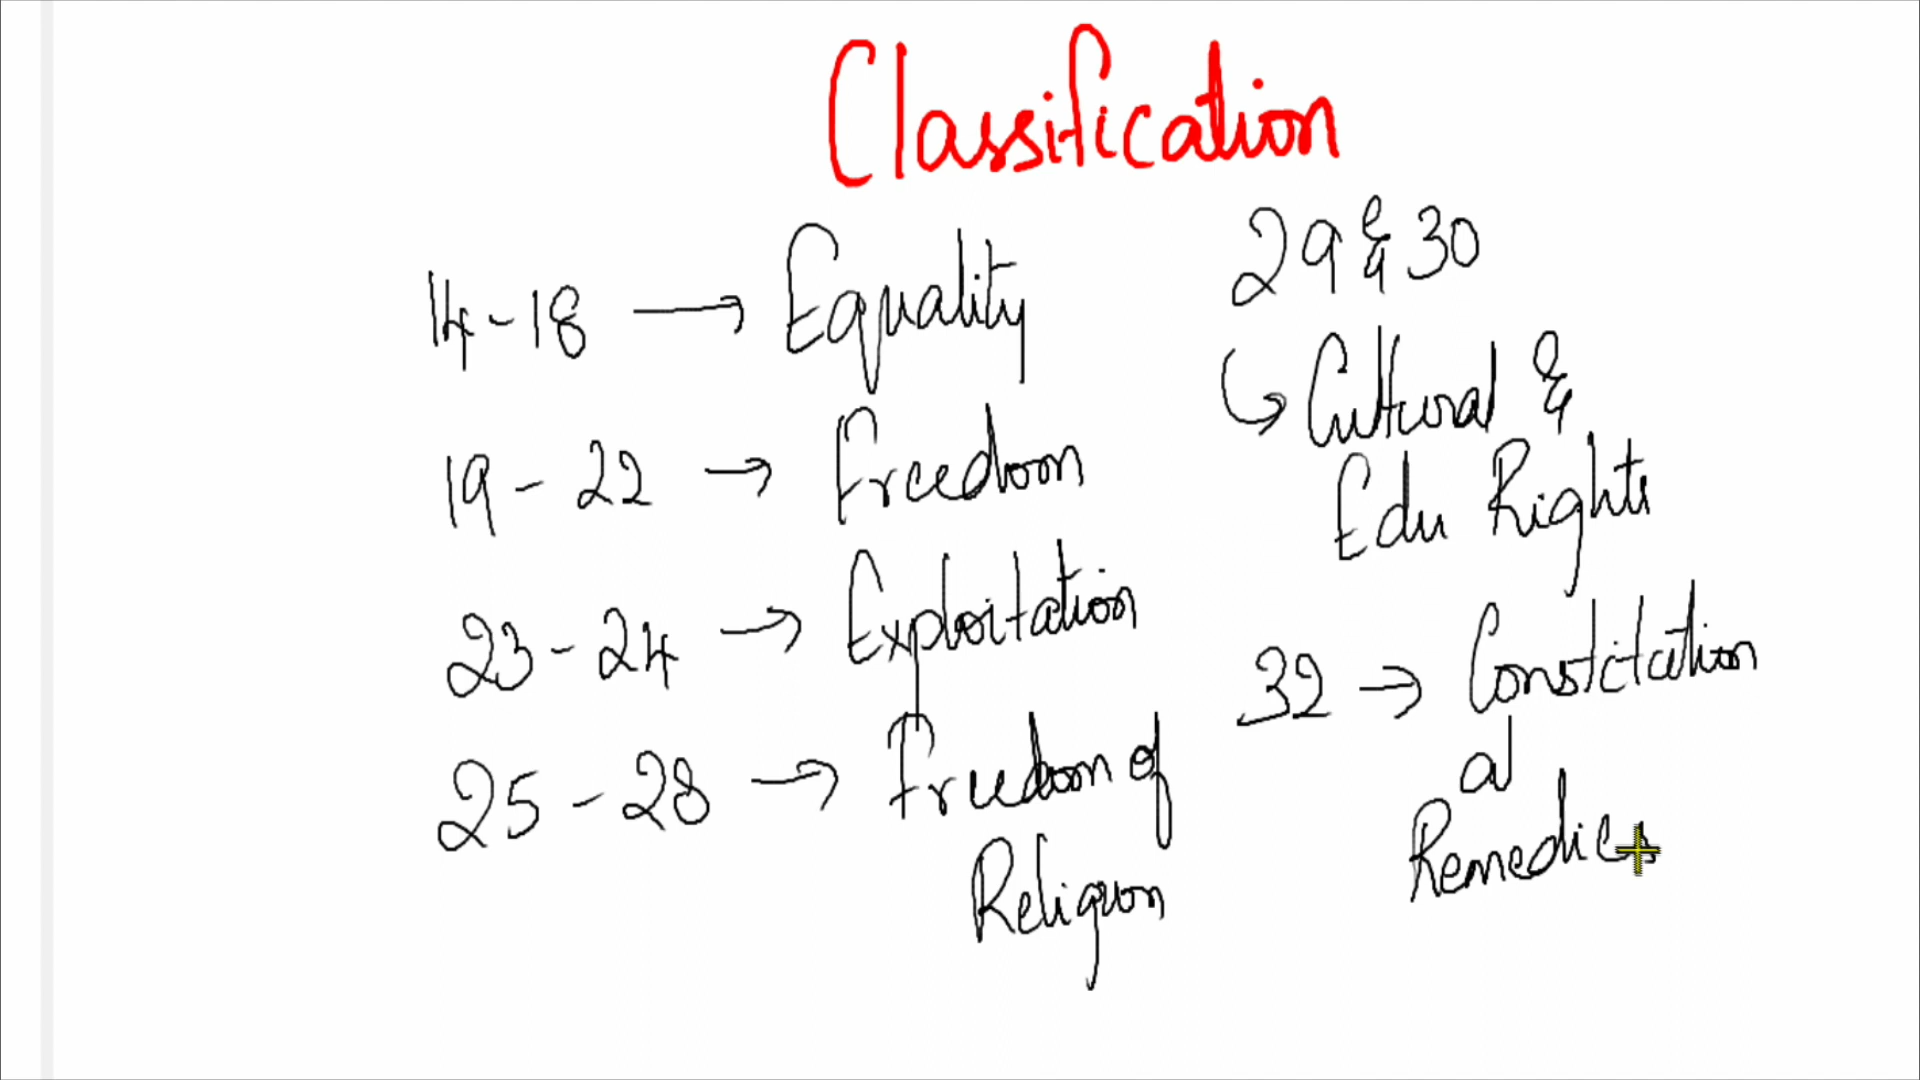 Classification
14-18 → Equality
19-22 → Freedom
23-24 → Exploitation
25-28 → Freedom of
Religion
29 & 30
↳ Cultural &
Edu Rights
32 → Constitution
al
Remedies